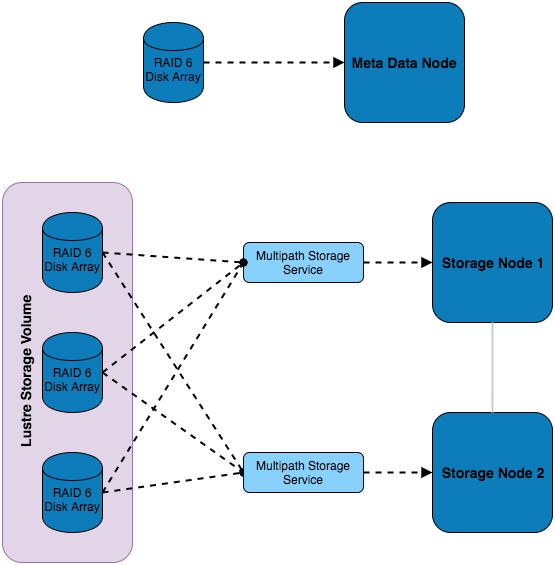 RAID 6
Disk Array
Meta Data Node
Lustre Storage Volume
RAID 6
Disk Array
Multipath Storage
Service
Storage Node 1
RAID 6
Disk Array
RAID 6
Disk Array
Multipath Storage
Service
Storage Node 2